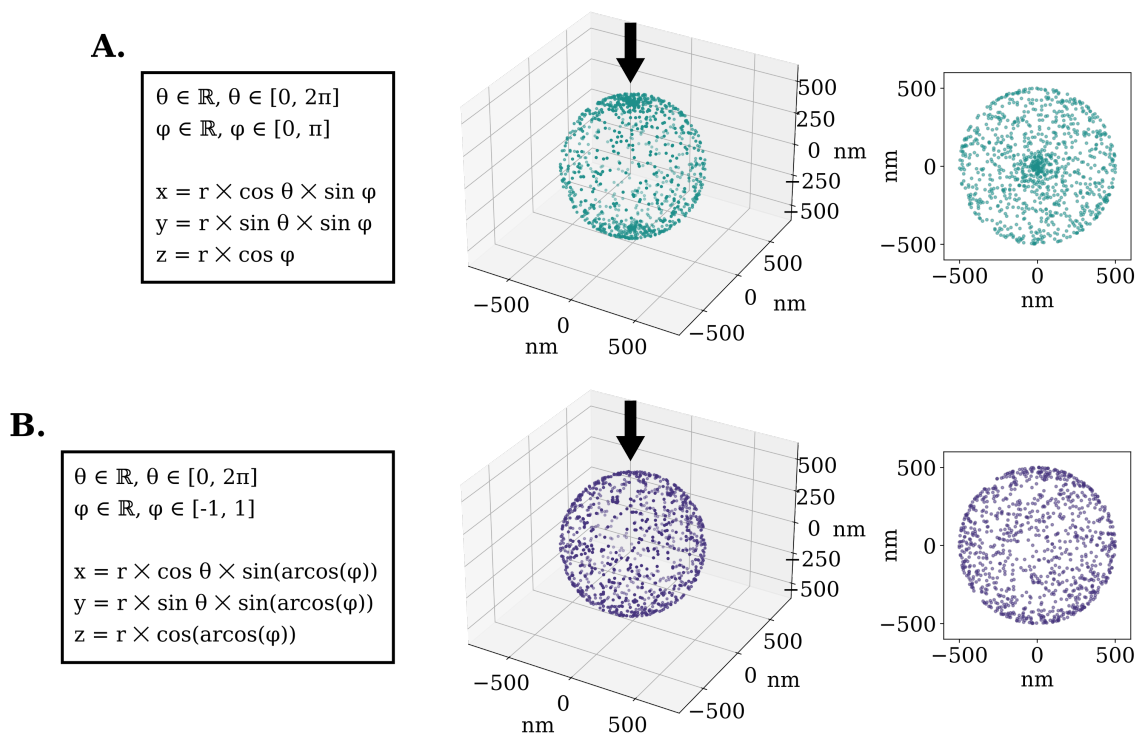 A.
θ ∈ ℝ, θ ∈ [0, 2π]
φ ∈ ℝ, φ ∈ [0, π]
x = r × cos θ × sin φ
y = r × sin θ × sin φ
z = r × cos φ
500
250
0 nm
−250
−500
500
0 nm
−500
−500
0
500
nm
500
0
−500
nm
−500 0 500
nm
B.
θ ∈ ℝ, θ ∈ [0, 2π]
φ ∈ ℝ, φ ∈ [-1, 1]
x = r × cos θ × sin(arcos(φ))
y = r × sin θ × sin(arcos(φ))
z = r × cos(arcos(φ))
500
250
0 nm
−250
−500
500
0 nm
−500
−500
0
500
nm
500
0
−500
nm
−500 0 500
nm